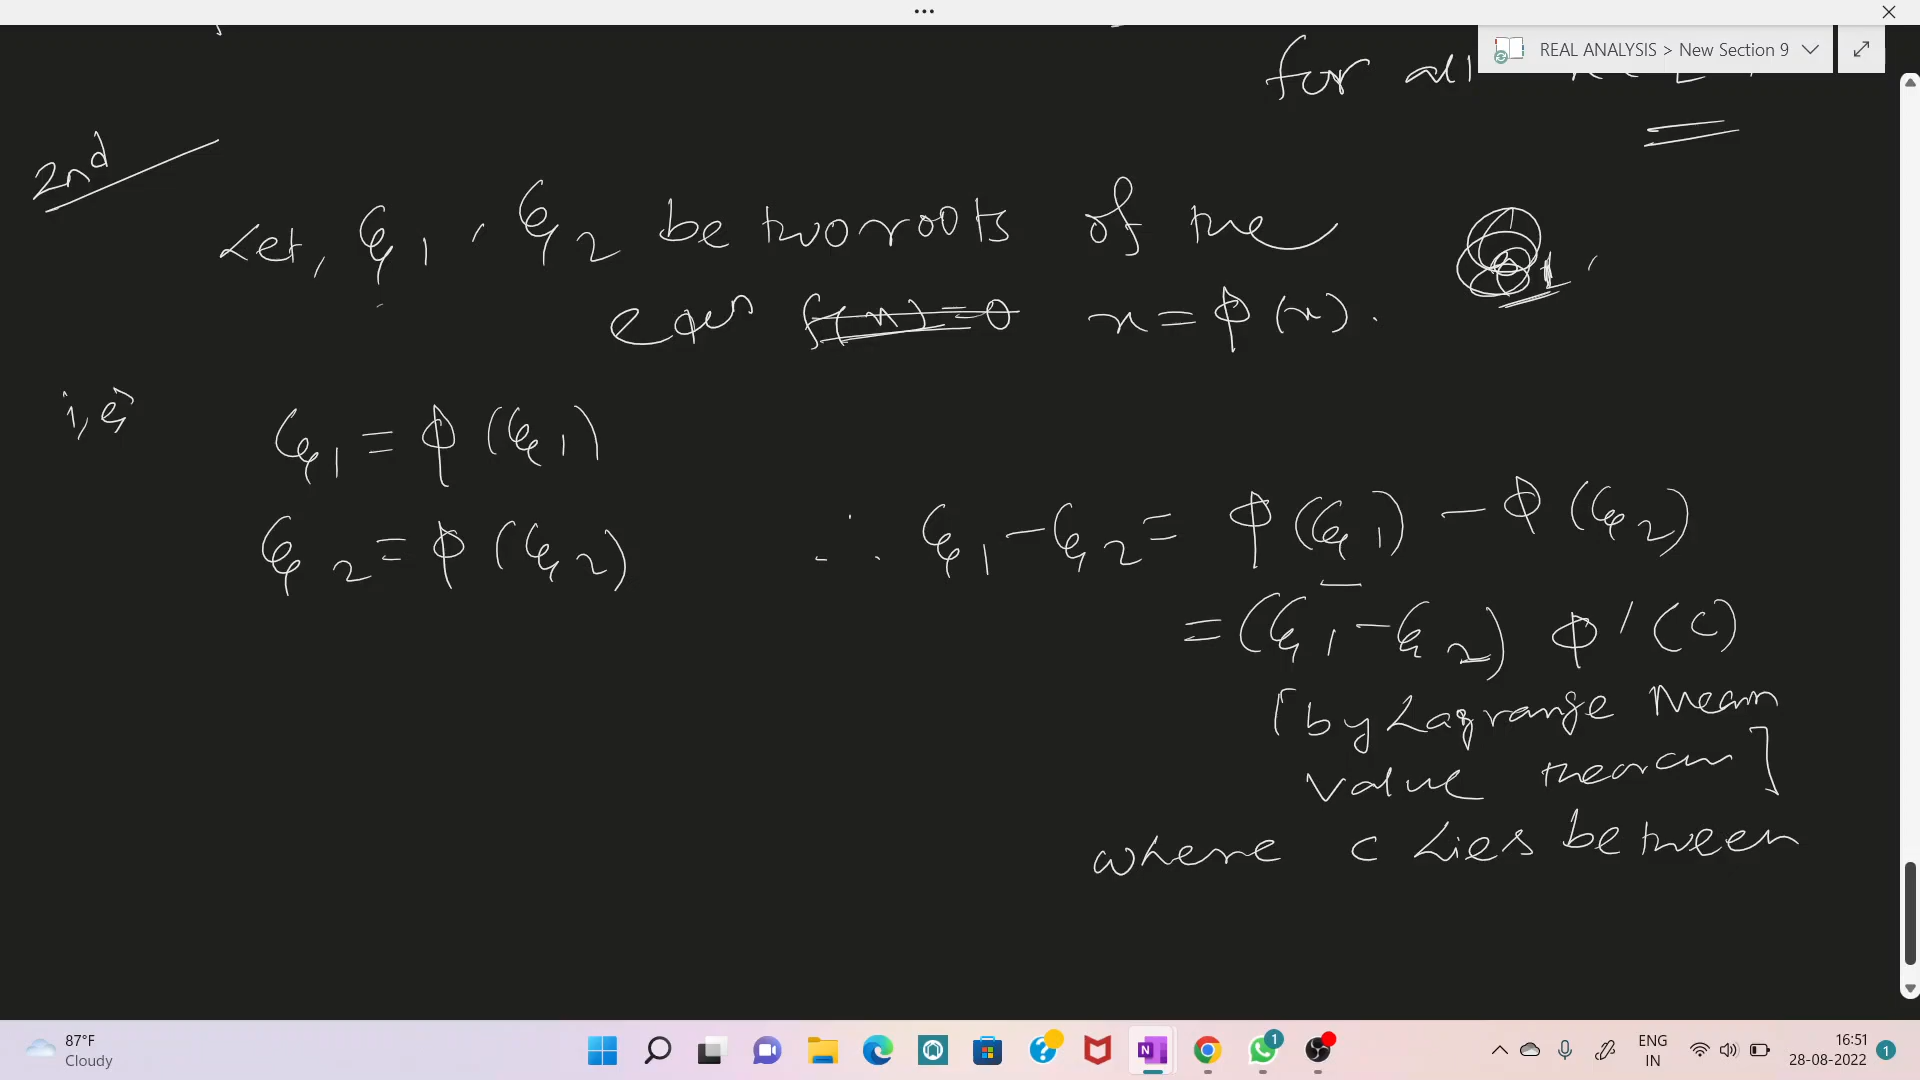 REAL ANALYSIS > New Section 9
for all
2nd
Let, ξ1, ξ2 be two roots of the
eqn f(x)=0 x=φ(x).
i,e,
ξ1 = φ(ξ1)
ξ2 = φ(ξ2)
∴ ξ1-ξ2 = φ(ξ1) - φ(ξ2)
= (ξ1-ξ2) φ'(c)
[by Lagrange Mean
value theorem]
where c lies between
87°F
Cloudy
1
ENG
IN
16:51
28-08-2022
1